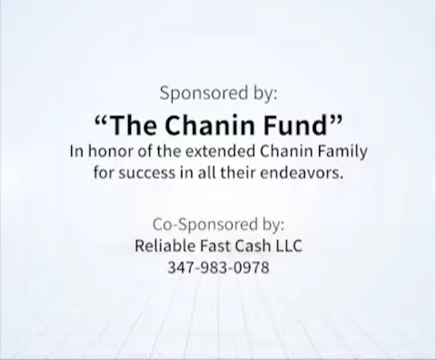 Sponsored by:
“The Chanin Fund”
In honor of the extended Chanin Family
for success in all their endeavors.
Co-Sponsored by:
Reliable Fast Cash LLC
347-983-0978